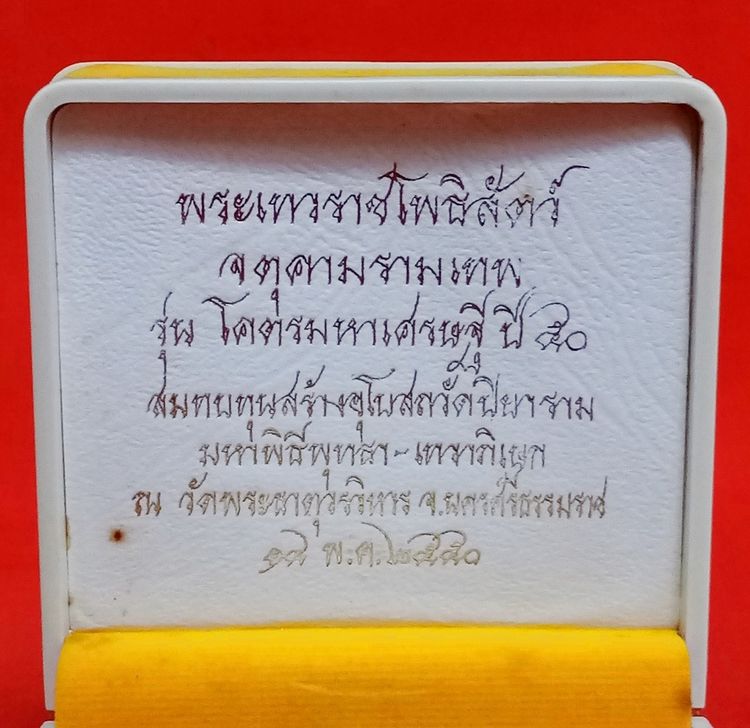 พระเทวราชโพธิสัตว์
จตุคามรามเทพ
รุ่น โคตรมหาเศรษฐี ปี ๕๐
สมทบทุนสร้างอุโบสถวัดปิยาราม
มหาพิธีพุทธา-เทวาภิเษก
ณ วัดพระธาตุวรวิหาร จ.นครศรีธรรมราช
๑๘ พ.ค.๒๕๕๐